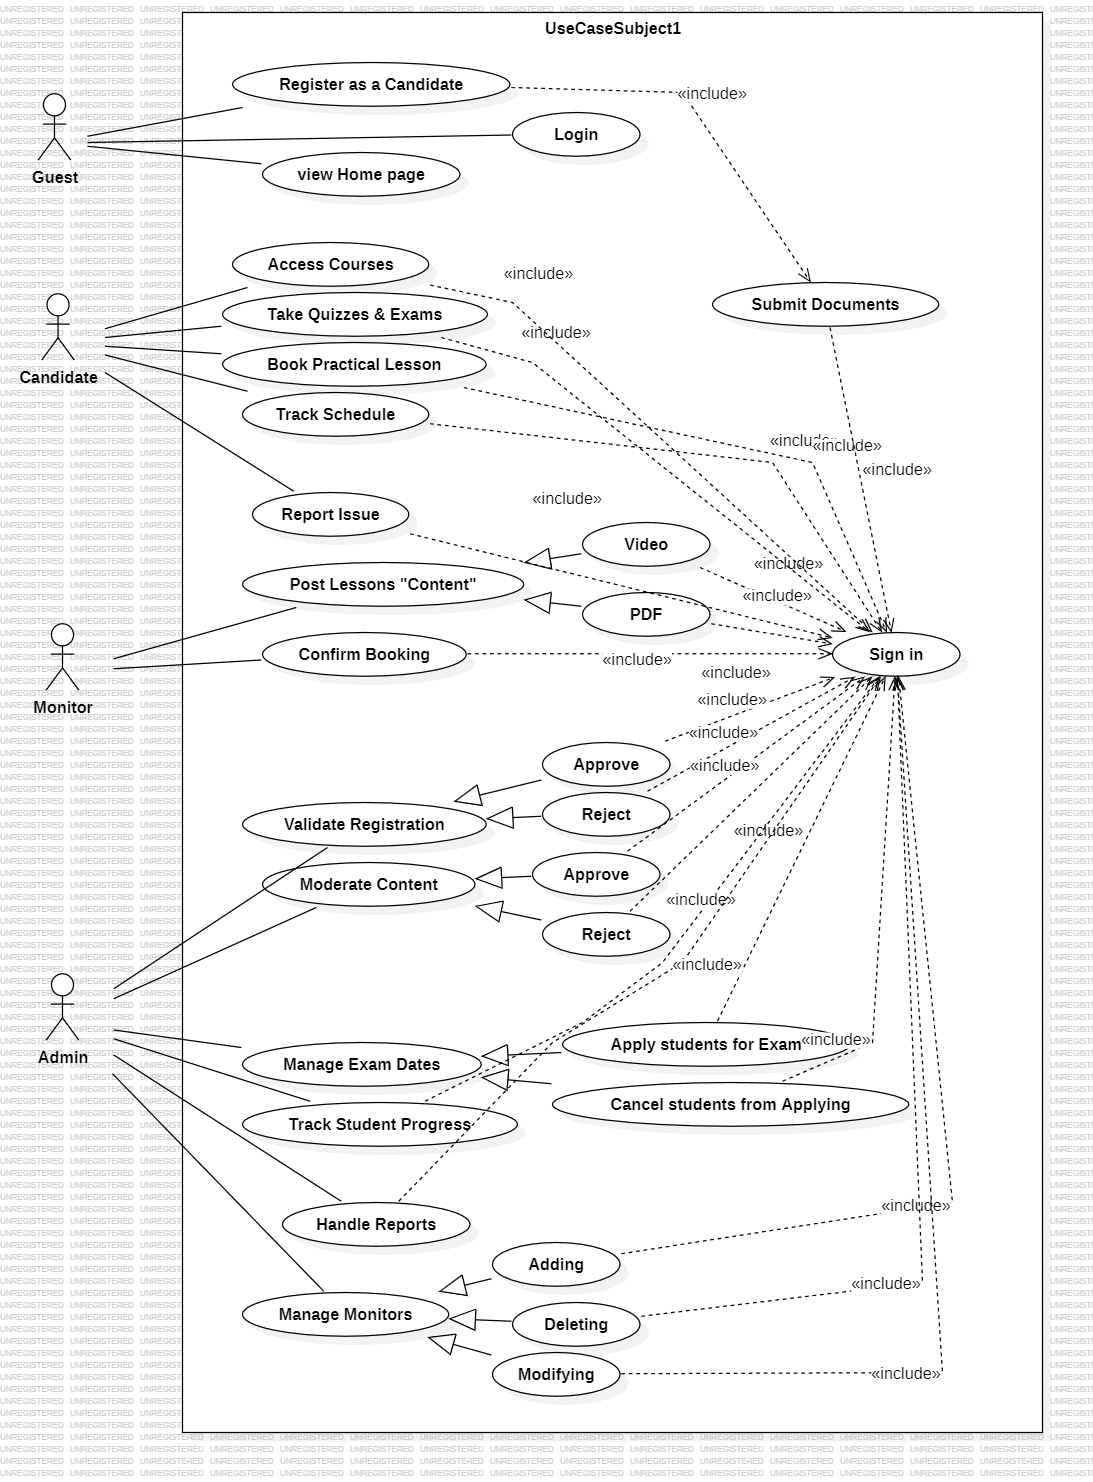 UseCaseSubject1
Register as a Candidate
«include»
Login
Guest
view Home page
Access Courses
«include»
Take Quizzes & Exams
Submit Documents
«include»
Book Practical Lesson
Candidate
Track Schedule
«include»
«include»
«include»
«include»
Report Issue
Video
«include»
Post Lessons "Content"
«include»
PDF
Confirm Booking
«include»
Sign in
«include»
«include»
Monitor
«include»
Approve
«include»
Reject
Validate Registration
«include»
Approve
Moderate Content
«include»
Reject
«include»
Admin
Apply students for Exam
«include»
Manage Exam Dates
Cancel students from Applying
Track Student Progress
«include»
Handle Reports
Adding
«include»
Manage Monitors
Deleting
Modifying
«include»
UNREGISTERED